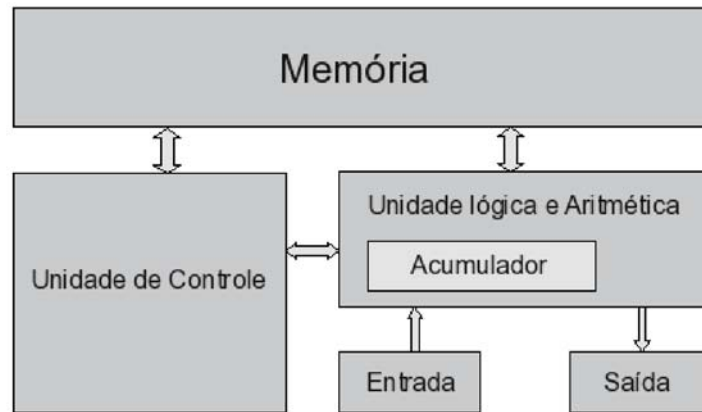 Memória
Unidade de Controle
Unidade lógica e Aritmética
Acumulador
Entrada
Saída